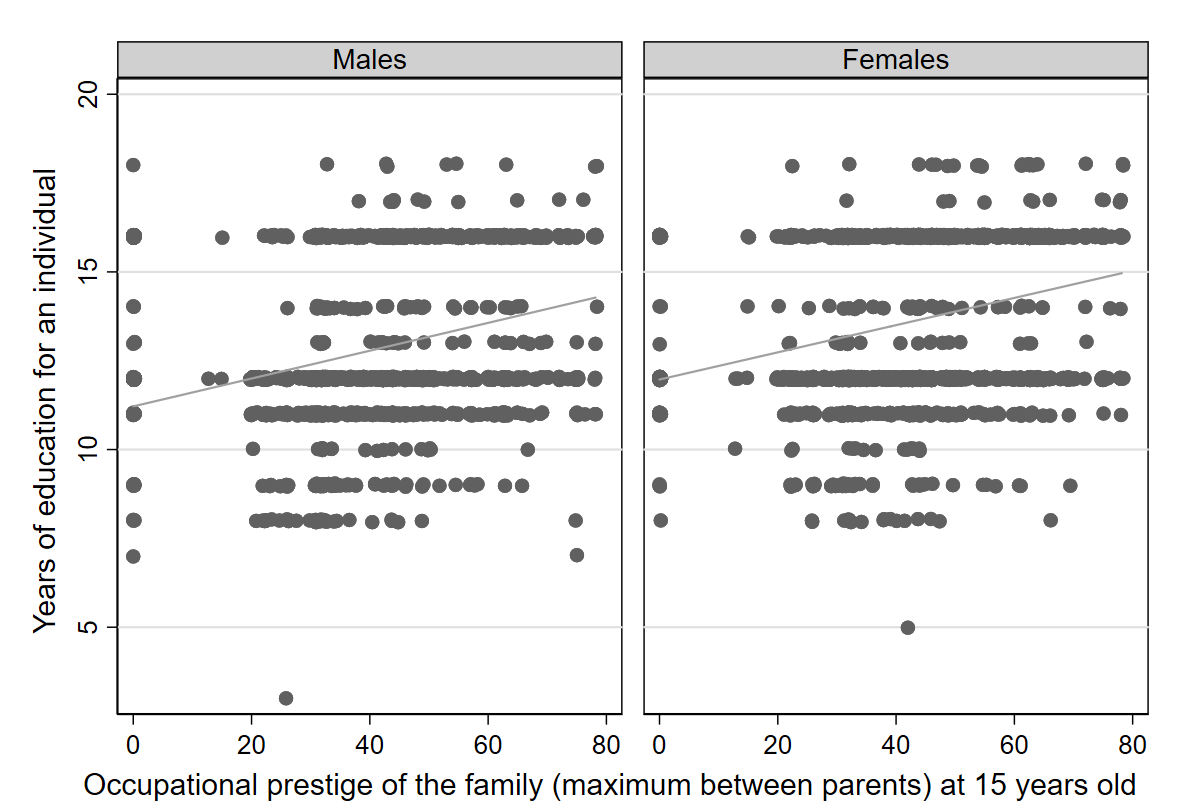 Males Females
Years of education for an individual
20
15
10
5
0 20 40 60 80 0 20 40 60 80
Occupational prestige of the family (maximum between parents) at 15 years old